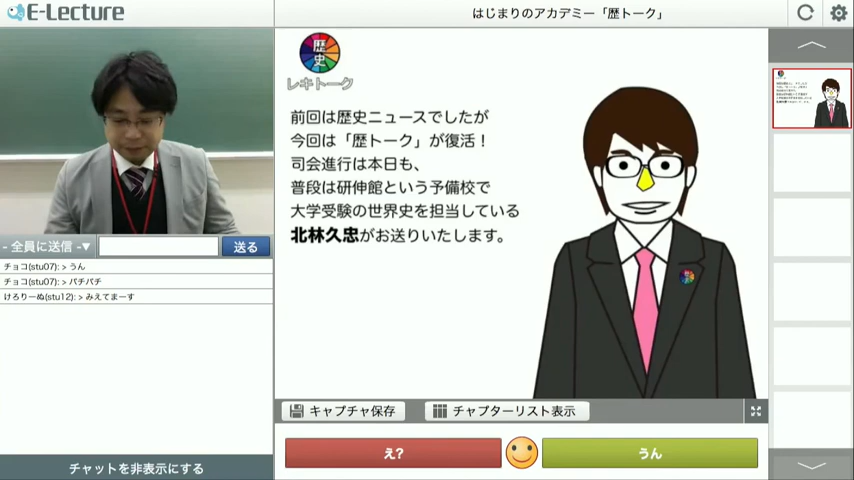 E-Lecture
はじまりのアカデミー「歴トーク」
歴史
レキトーク
前回は歴史ニュースでしたが
今回は「歴トーク」が復活！
司会進行は本日も、
普段は研伸館という予備校で
大学受験の世界史を担当している
北林久忠がお送りいたします。
- 全員に送信 -▼
送る
チョコ(stu07): > うん
チョコ(stu07): > パチパチ
けろりーぬ(stu12): > みえてまーす
キャプチャ保存
チャプターリスト表示
え?
うん
チャットを非表示にする